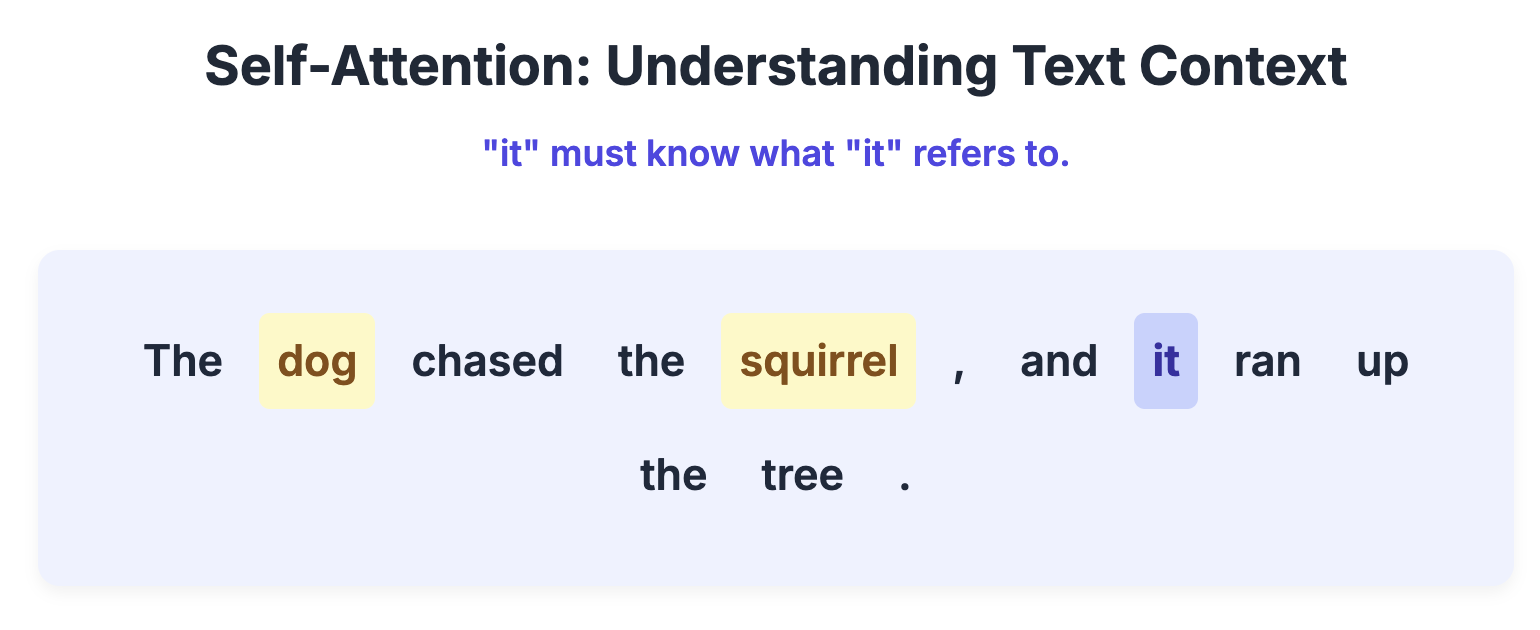 Self-Attention: Understanding Text Context
"it" must know what "it" refers to.
The dog chased the squirrel , and it ran up
the tree .